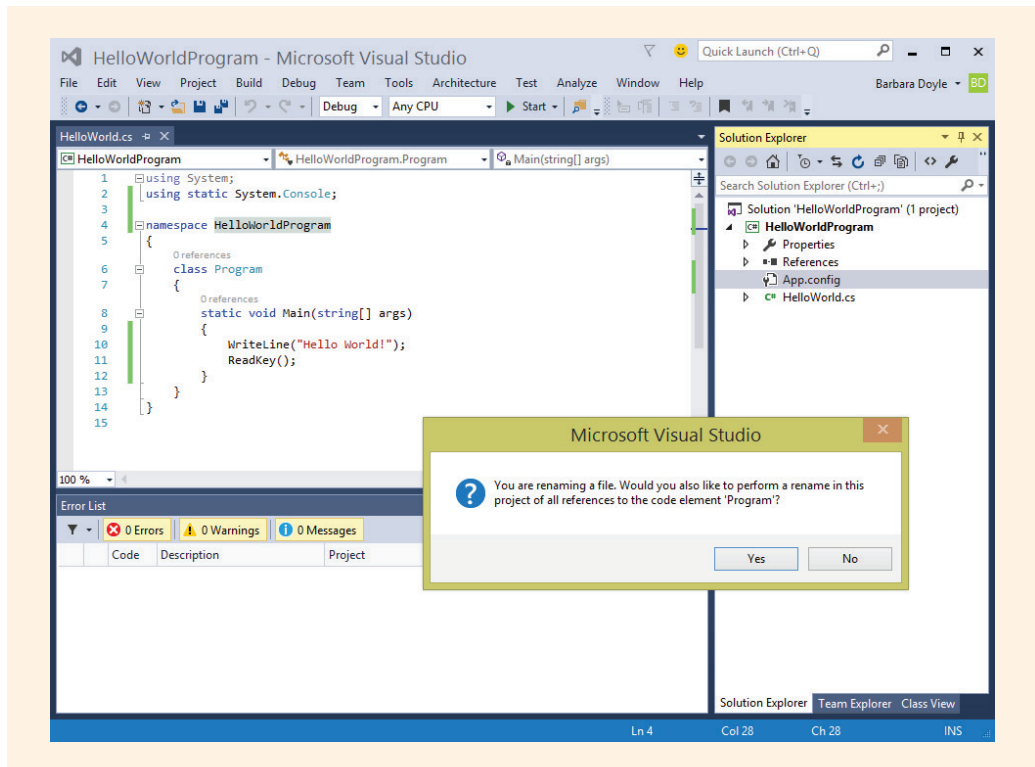 HelloWorldProgram - Microsoft Visual Studio
Quick Launch (Ctrl+Q)
File Edit View Project Build Debug Team Tools Architecture Test Analyze Window Help
Barbara Doyle BD
Debug Any CPU Start
HelloWorld.cs
C# HelloWorldProgram HelloWorldProgram.Program Main(string[] args)
1 using System;
2 using static System.Console;
3
4 namespace HelloWorldProgram
5 {
0 references
6 class Program
7 {
0 references
8 static void Main(string[] args)
9 {
10 WriteLine("Hello World!");
11 ReadKey();
12 }
13 }
14 }
15
100 %
Solution Explorer
Search Solution Explorer (Ctrl+;)
Solution 'HelloWorldProgram' (1 project)
C# HelloWorldProgram
Properties
References
App.config
C# HelloWorld.cs
Microsoft Visual Studio
You are renaming a file. Would you also like to perform a rename in this
project of all references to the code element 'Program'?
Yes No
Error List
0 Errors 0 Warnings 0 Messages
Code Description Project
Solution Explorer Team Explorer Class View
Ln 4 Col 28 Ch 28 INS